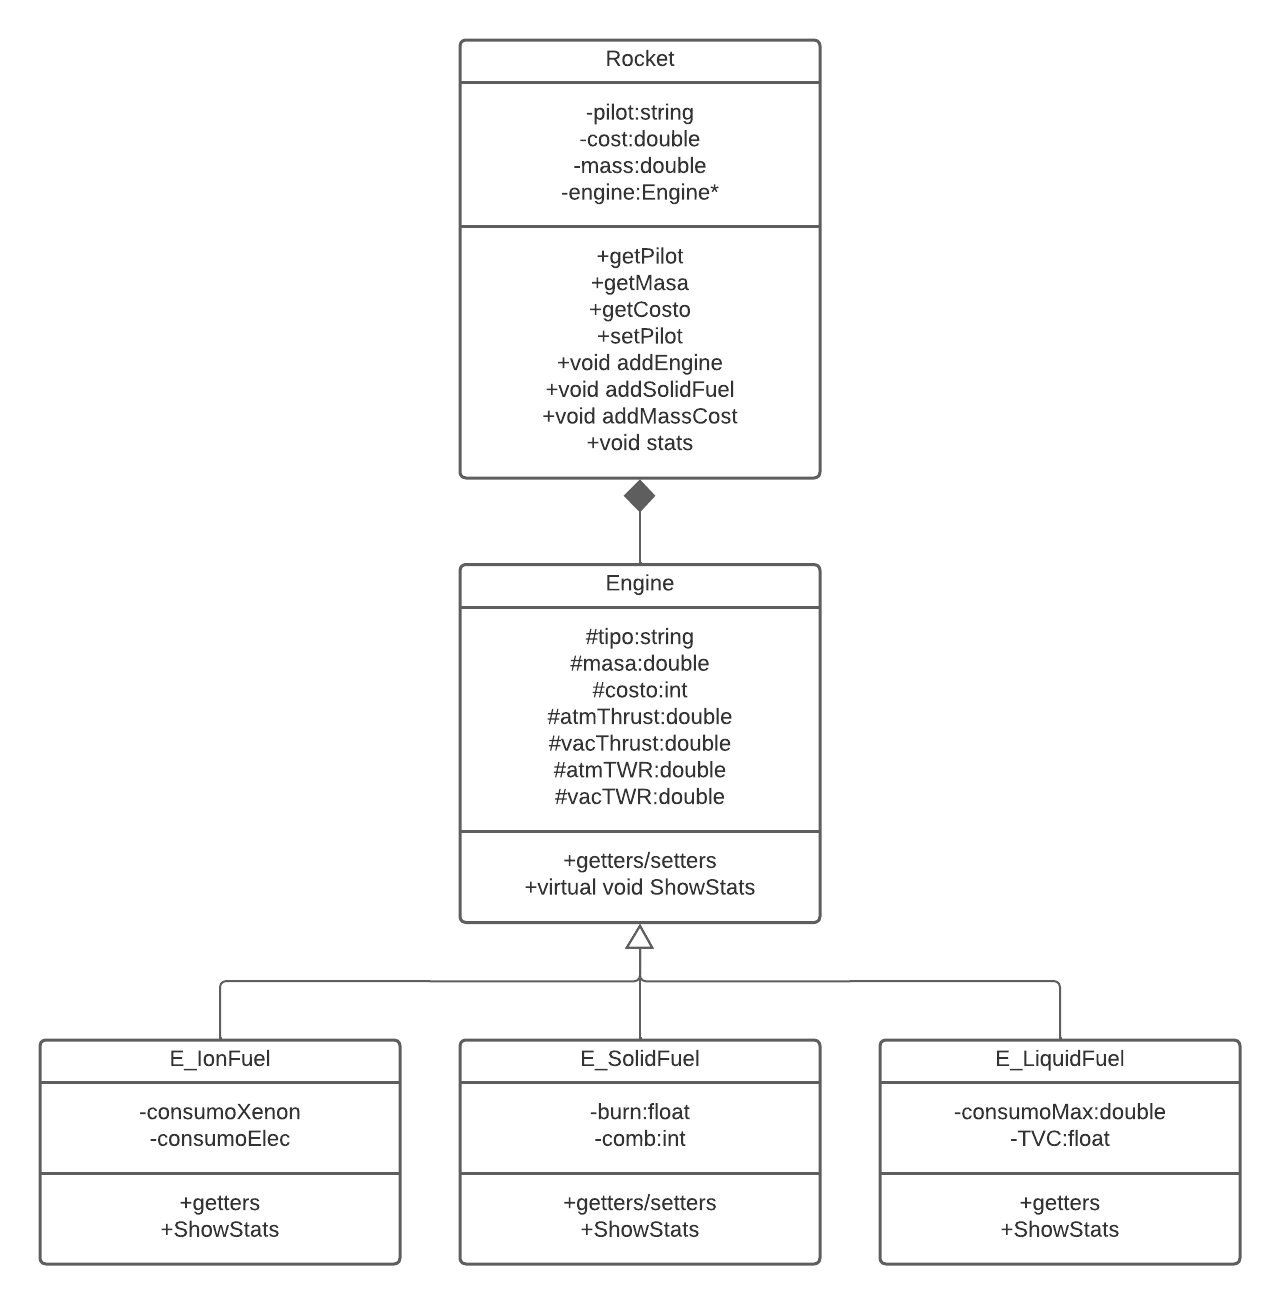 Rocket
-pilot:string
-cost:double
-mass:double
-engine:Engine*
+getPilot
+getMasa
+getCosto
+setPilot
+void addEngine
+void addSolidFuel
+void addMassCost
+void stats
Engine
#tipo:string
#masa:double
#costo:int
#atmThrust:double
#vacThrust:double
#atmTWR:double
#vacTWR:double
+getters/setters
+virtual void ShowStats
E_IonFuel
-consumoXenon
-consumoElec
+getters
+ShowStats
E_SolidFuel
-burn:float
-comb:int
+getters/setters
+ShowStats
E_LiquidFuel
-consumoMax:double
-TVC:float
+getters
+ShowStats